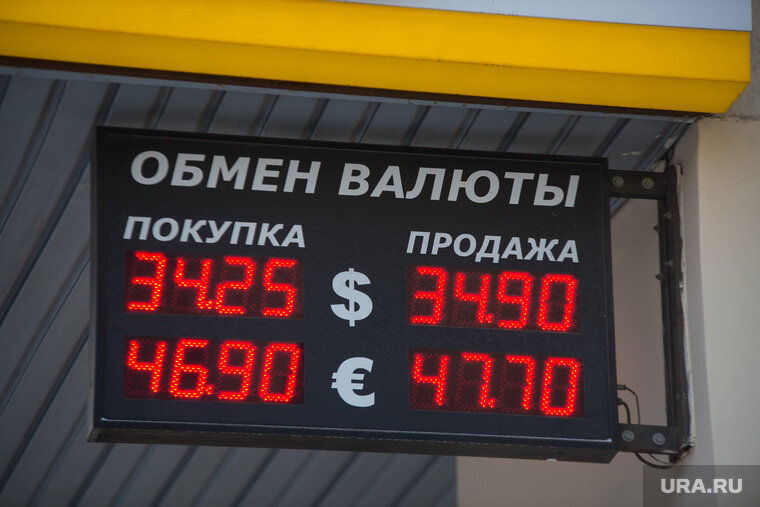 ОБМЕН ВАЛЮТЫ
ПОКУПКА ПРОДАЖА
34.25 $ 34.90
46.90 € 47.70
URA.RU